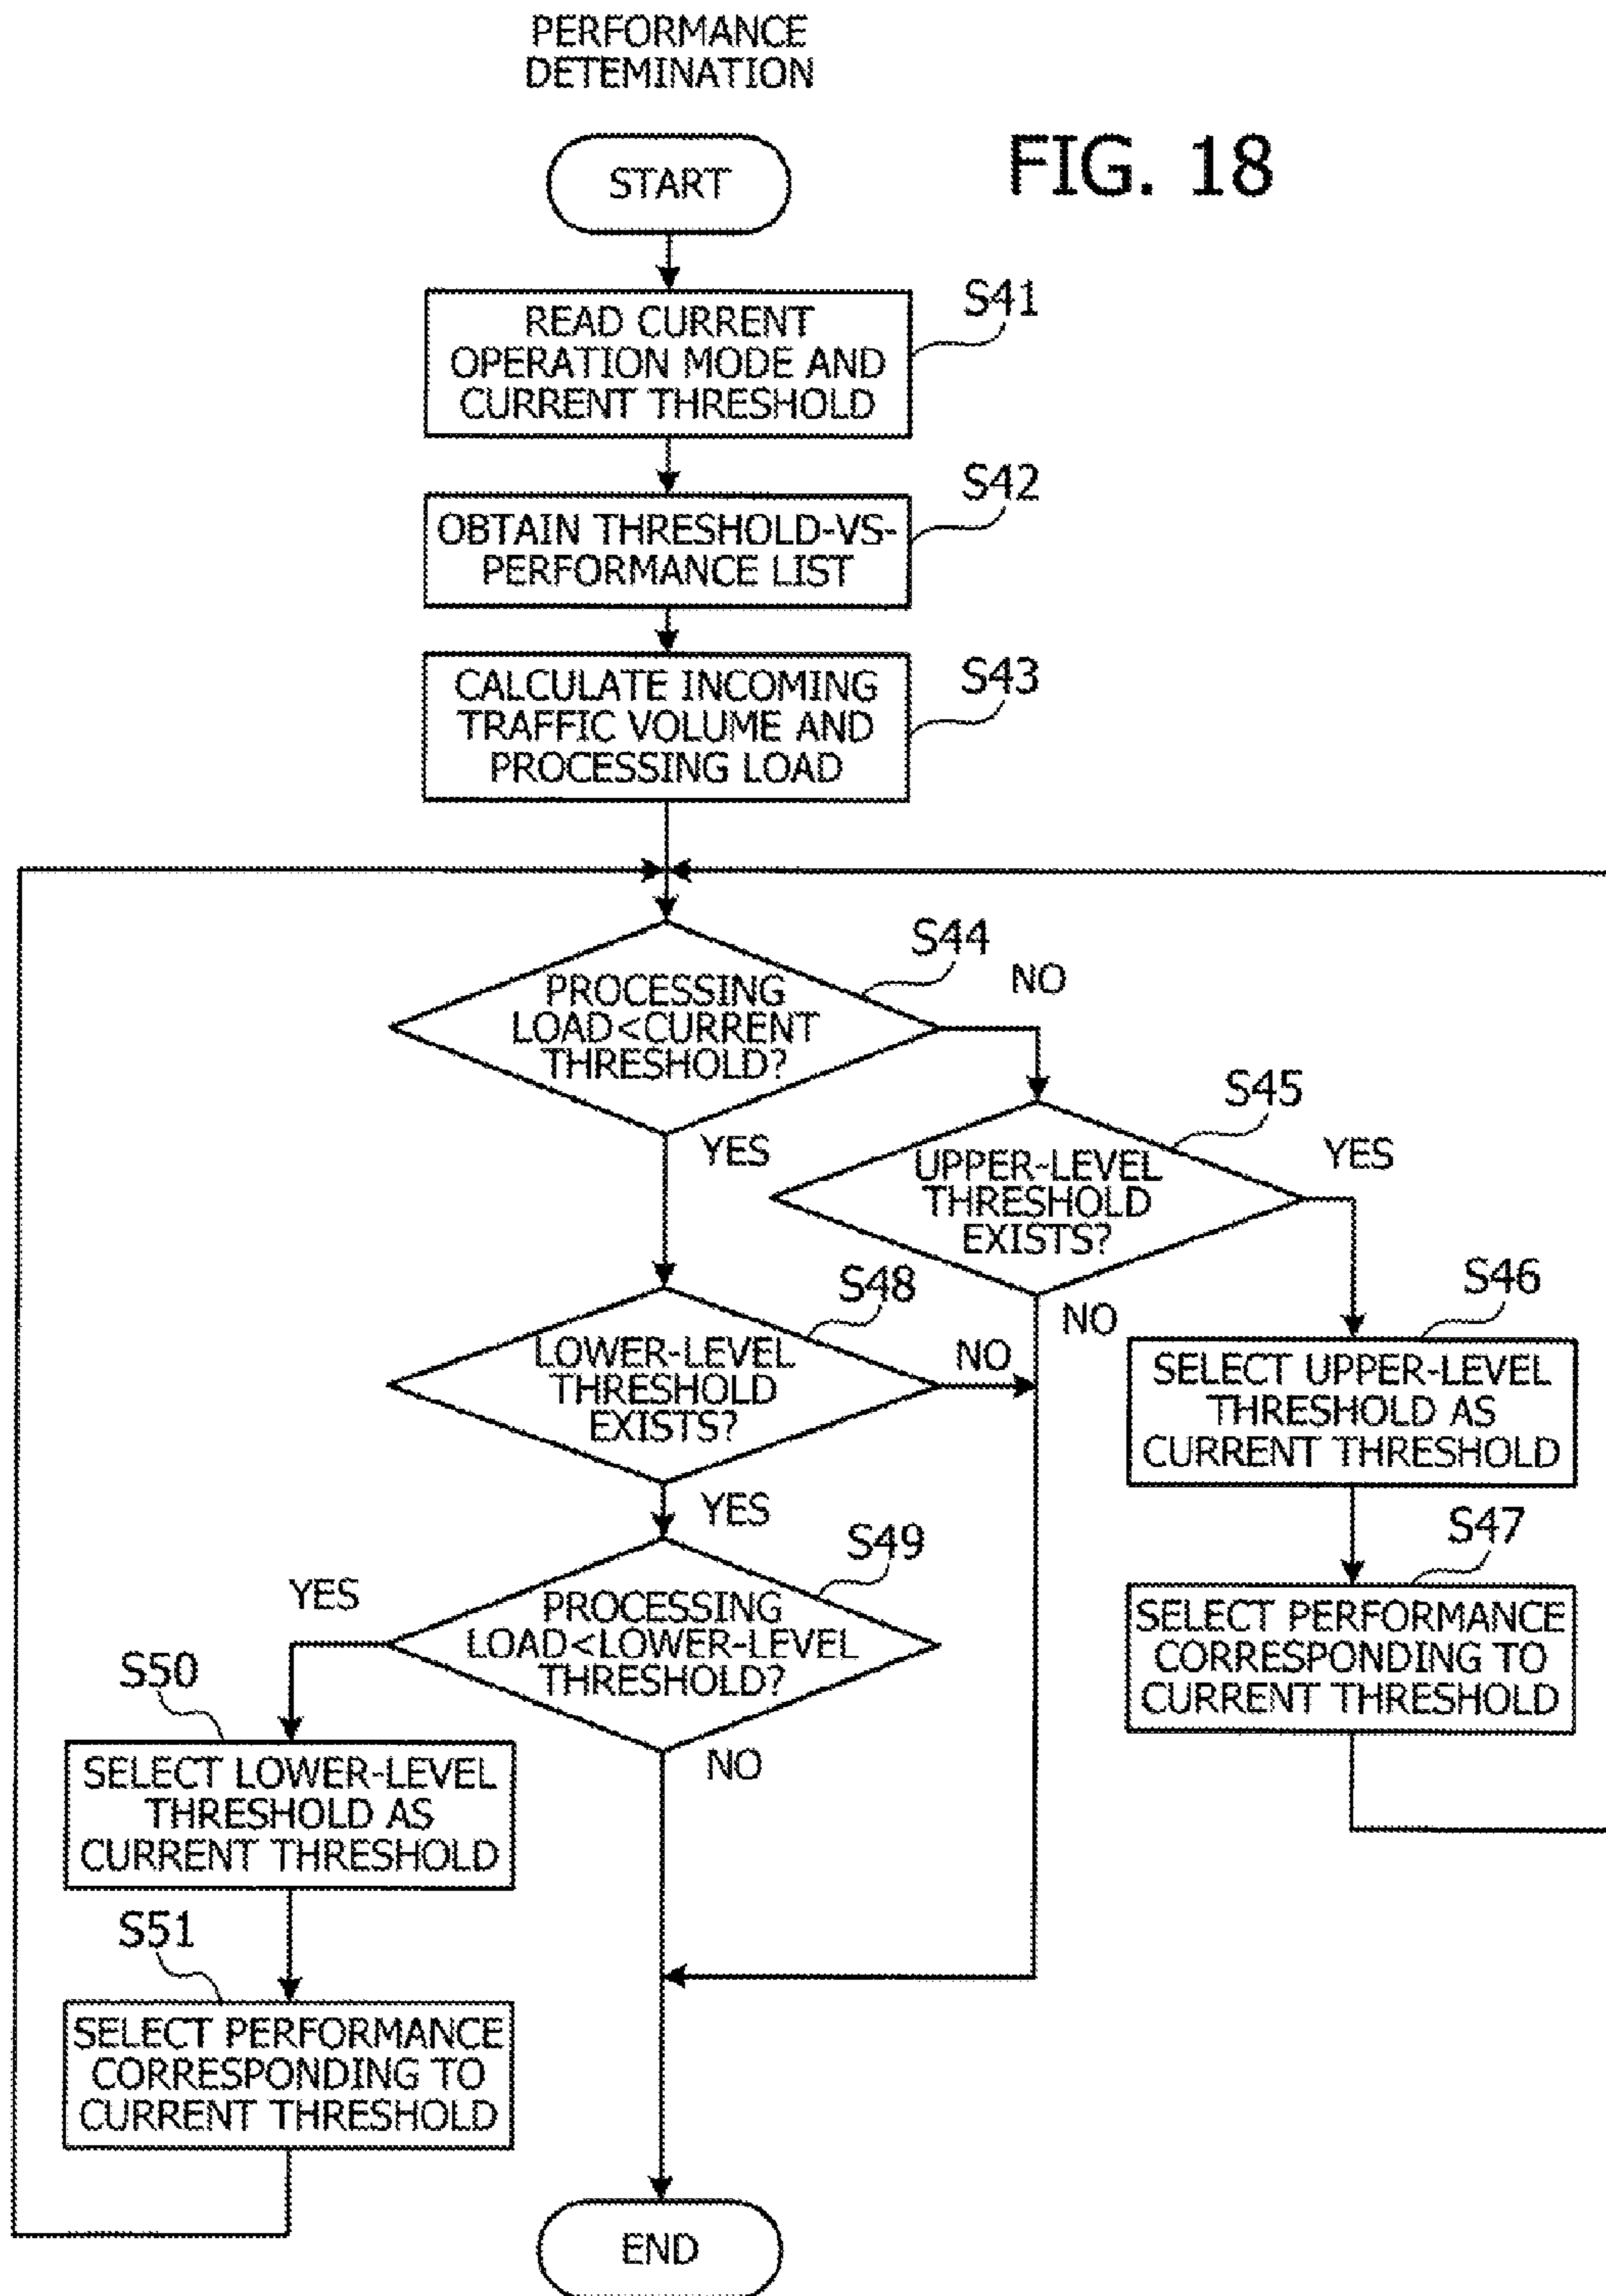 PERFORMANCE
DETEMINATION
FIG. 18
START
S41
READ CURRENT
OPERATION MODE AND
CURRENT THRESHOLD
S42
OBTAIN THRESHOLD-VS-
PERFORMANCE LIST
S43
CALCULATE INCOMING
TRAFFIC VOLUME AND
PROCESSING LOAD
S44
NO
PROCESSING
LOAD<CURRENT
THRESHOLD?
YES
S45
YES
UPPER-LEVEL
THRESHOLD
EXISTS?
NO
S46
SELECT UPPER-LEVEL
THRESHOLD AS
CURRENT THRESHOLD
S47
SELECT PERFORMANCE
CORRESPONDING TO
CURRENT THRESHOLD
S48
LOWER-LEVEL
THRESHOLD
EXISTS?
NO
YES
S49
YES
PROCESSING
LOAD<LOWER-LEVEL
THRESHOLD?
NO
S50
SELECT LOWER-LEVEL
THRESHOLD AS
CURRENT THRESHOLD
S51
SELECT PERFORMANCE
CORRESPONDING TO
CURRENT THRESHOLD
END